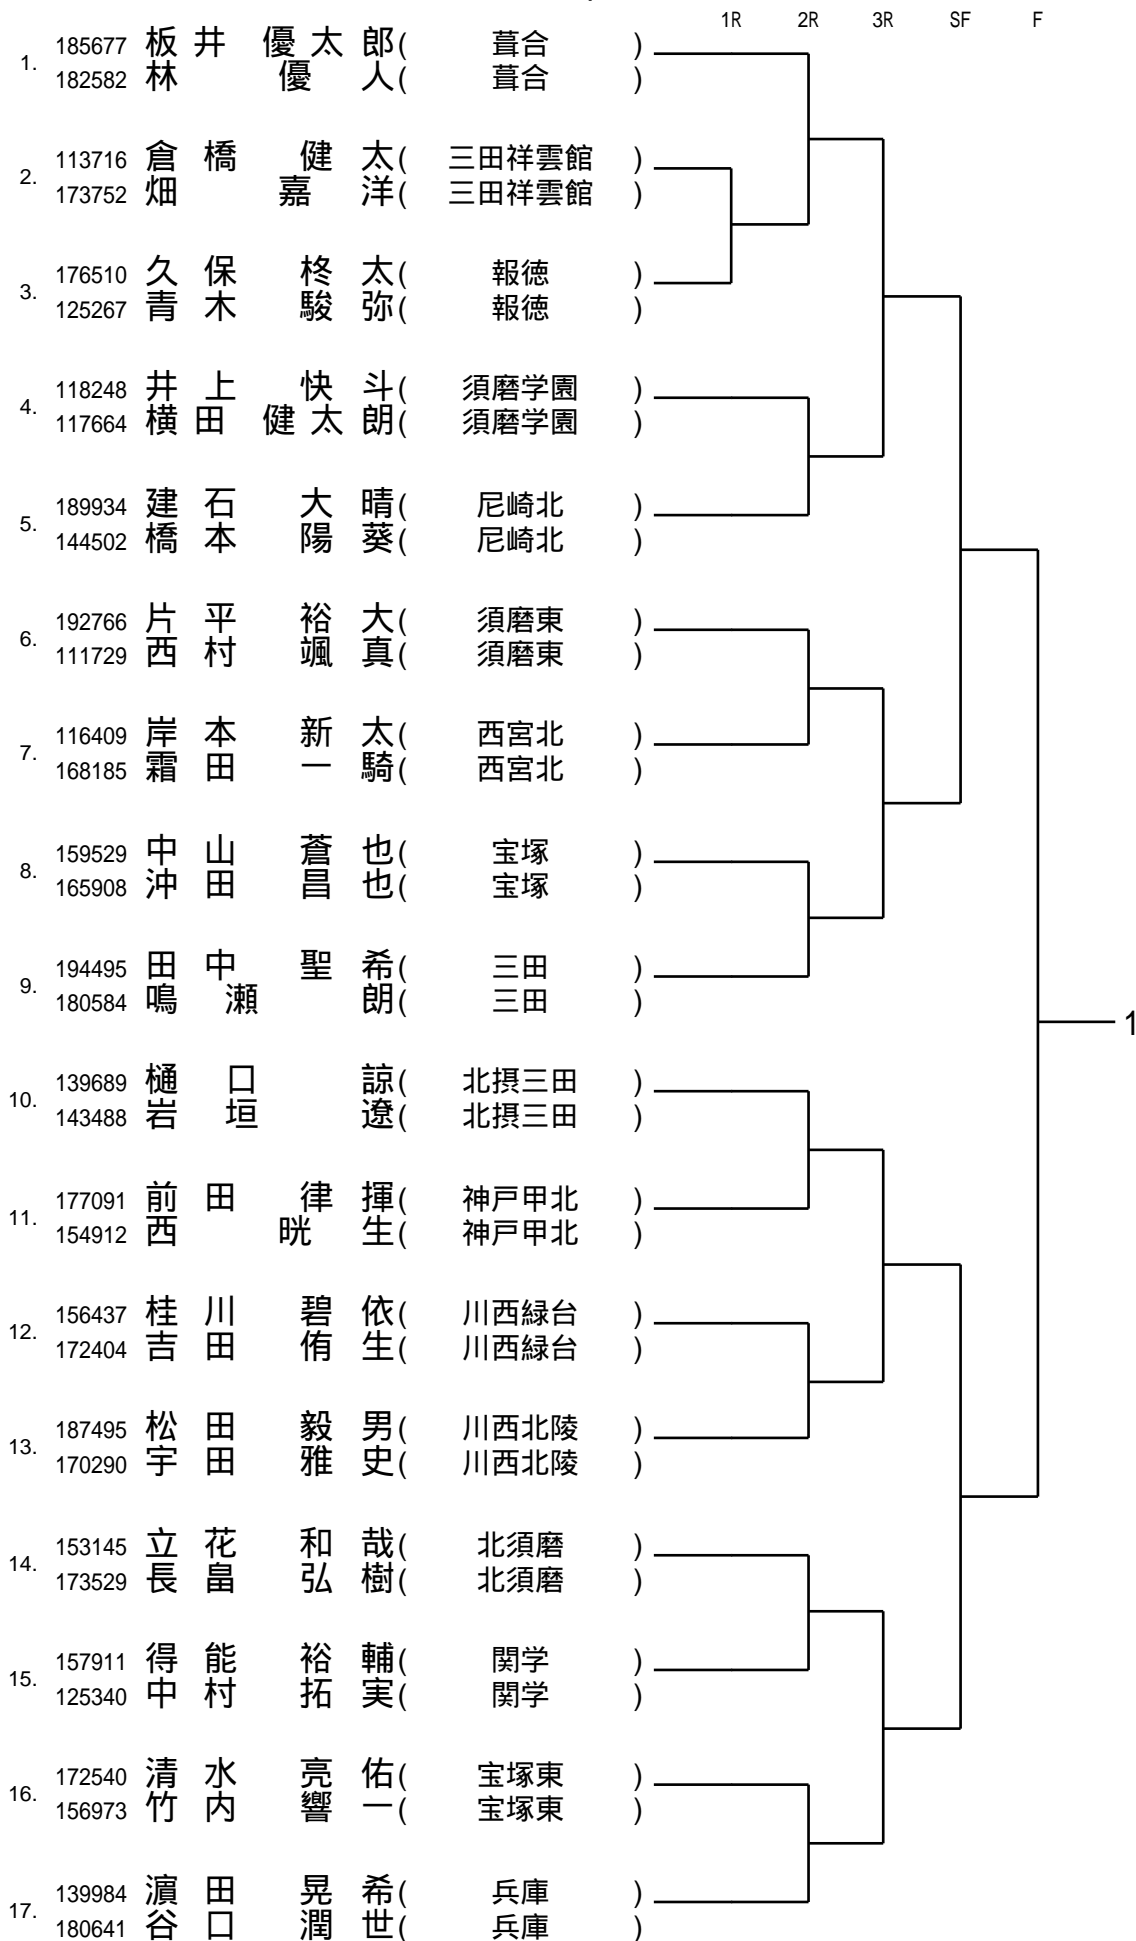 1R 2R 3R SF F
1. 185677 板井 優太郎( 葺合 )
182582 林 優人( 葺合 )
2. 113716 倉橋 健太( 三田祥雲館 )
173752 畑 嘉洋( 三田祥雲館 )
3. 176510 久保 柊太( 報徳 )
125267 青木 駿弥( 報徳 )
4. 118248 井上 快斗( 須磨学園 )
117664 横田 健太朗( 須磨学園 )
5. 189934 建石 大晴( 尼崎北 )
144502 橋本 陽葵( 尼崎北 )
6. 192766 片平 裕大( 須磨東 )
111729 西村 颯真( 須磨東 )
7. 116409 岸本 新太( 西宮北 )
168185 霜田 一騎( 西宮北 )
8. 159529 中山 蒼也( 宝塚 )
165908 沖田 昌也( 宝塚 )
9. 194495 田中 聖希( 三田 )
180584 鳴瀬 朗( 三田 )
1
10. 139689 樋口 諒( 北摂三田 )
143488 岩垣 遼( 北摂三田 )
11. 177091 前田 律揮( 神戸甲北 )
154912 西 晄生( 神戸甲北 )
12. 156437 桂川 碧依( 川西緑台 )
172404 吉田 侑生( 川西緑台 )
13. 187495 松田 毅男( 川西北陵 )
170290 宇田 雅史( 川西北陵 )
14. 153145 立花 和哉( 北須磨 )
173529 長畠 弘樹( 北須磨 )
15. 157911 得能 裕輔( 関学 )
125340 中村 拓実( 関学 )
16. 172540 清水 亮佑( 宝塚東 )
156973 竹内 響一( 宝塚東 )
17. 139984 濵田 晃希( 兵庫 )
180641 谷口 潤世( 兵庫 )